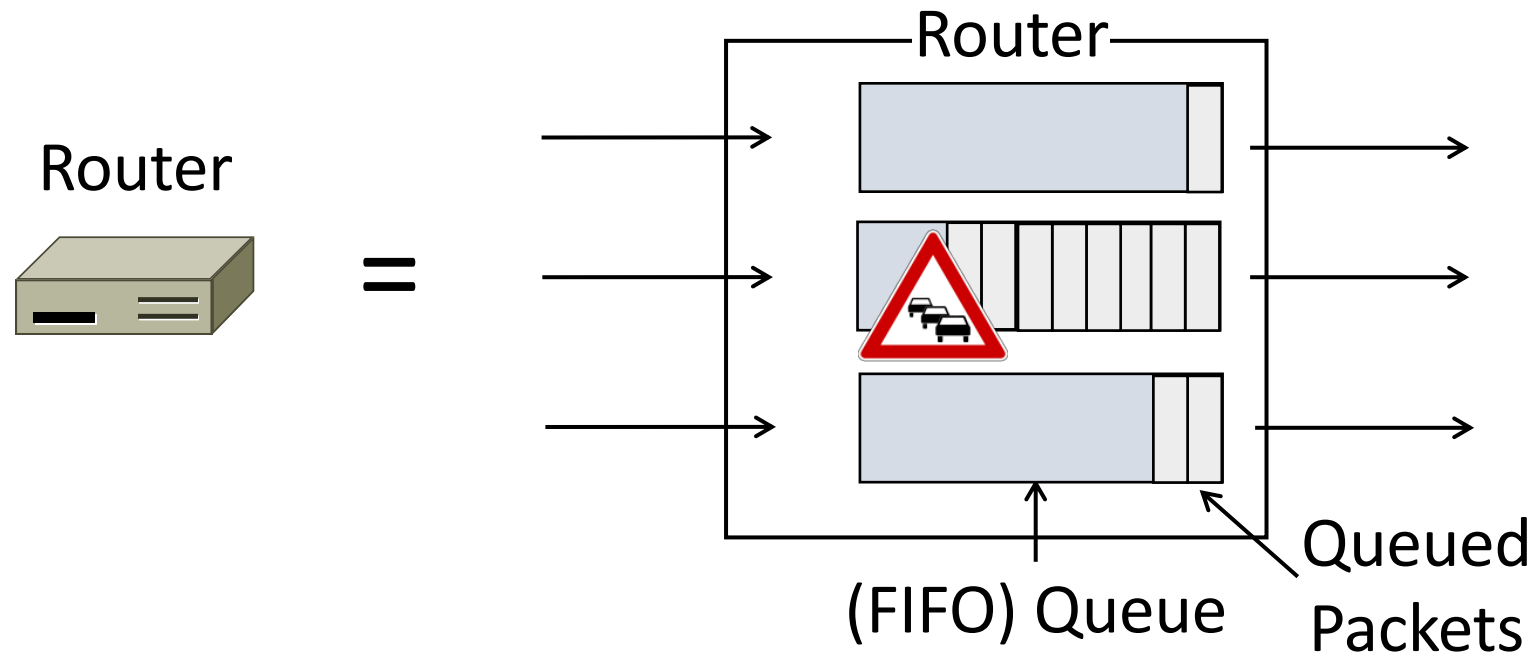 Router
Router
=
(FIFO) Queue
Queued
Packets